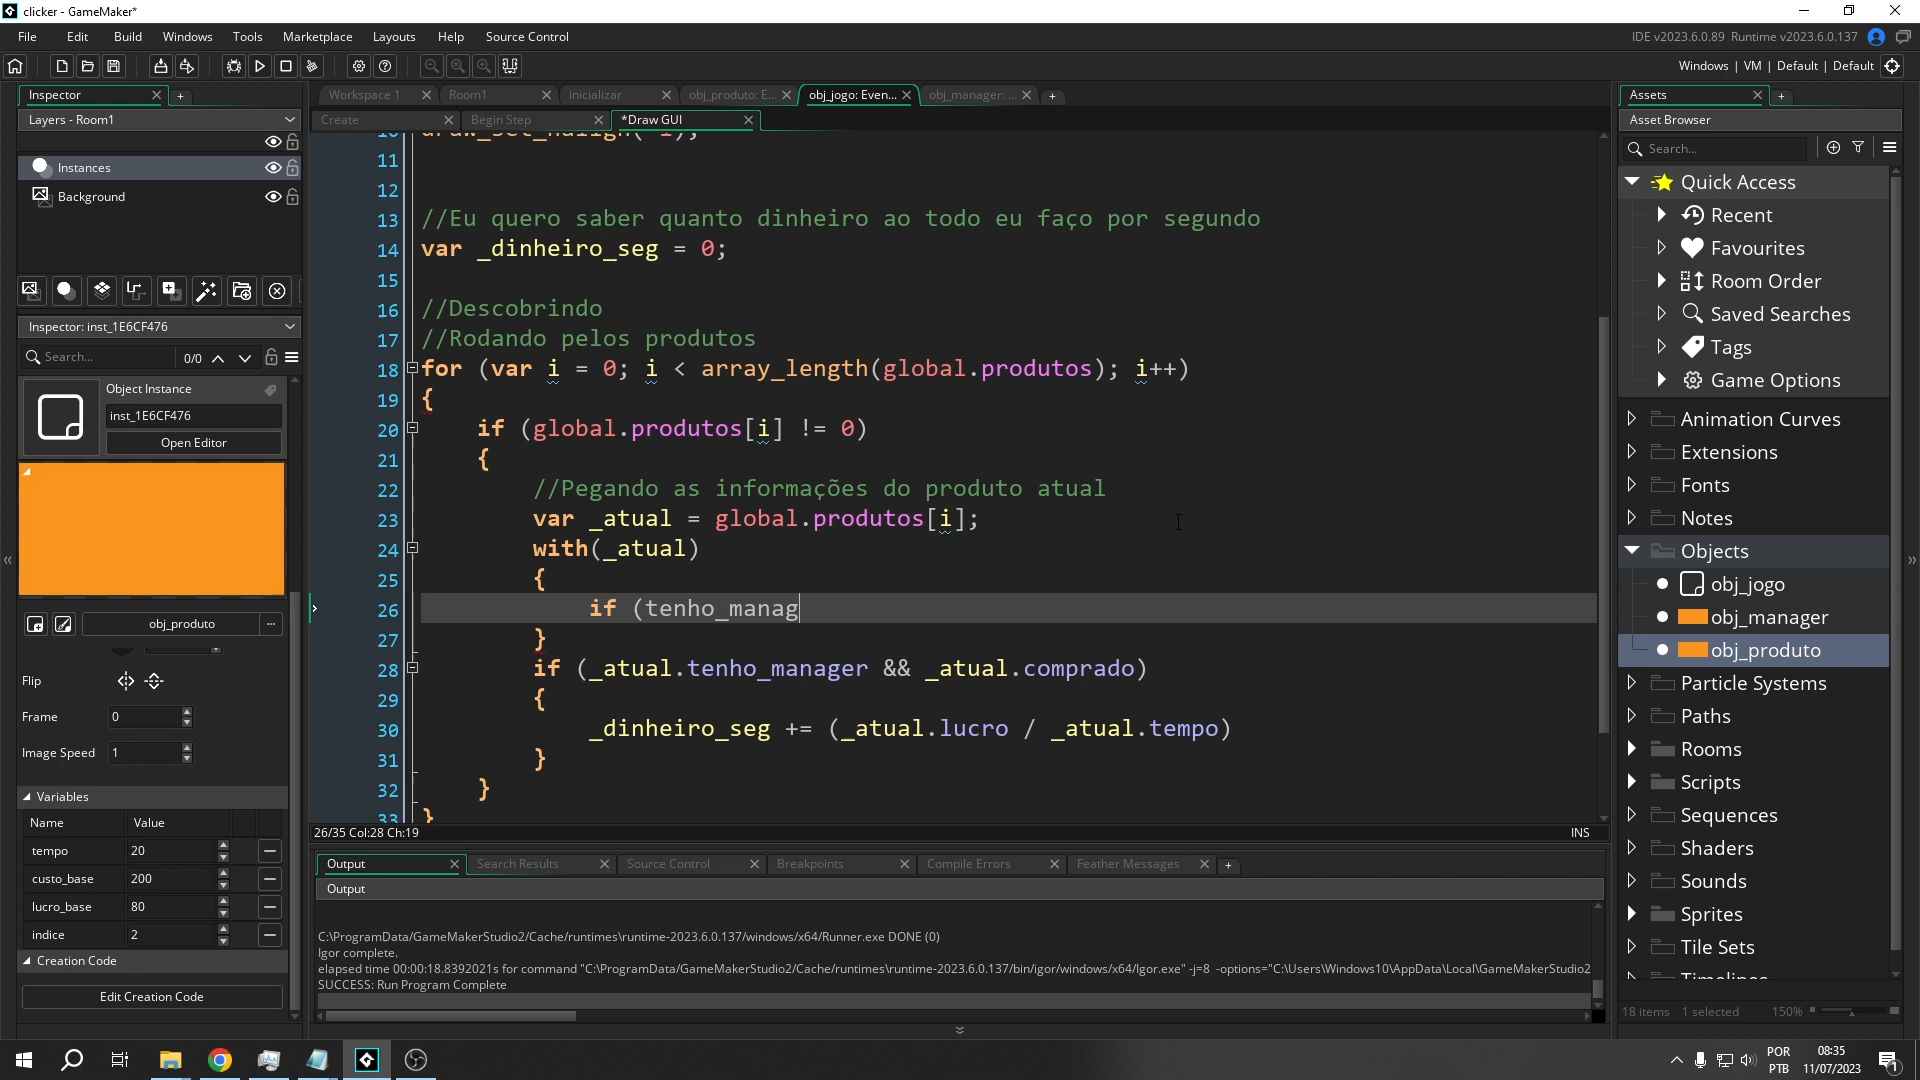 clicker - GameMaker*
File Edit Build Windows Tools Marketplace Layouts Help Source Control
IDE v2023.6.0.89 Runtime v2023.6.0.137
Windows | VM | Default | Default
Inspector
Layers - Room1
Instances
Background
Inspector: inst_1E6CF476
Search... 0/0
Object Instance
inst_1E6CF476
Open Editor
obj_produto
...
Flip
Frame 0
Image Speed 1
Variables
Name Value
tempo 20
custo_base 200
lucro_base 80
indice 2
Creation Code
Edit Creation Code
Workspace 1 Room1 inicializar obj_produto: E... obj_jogo: Even... obj_manager: ...
Create Begin Step *Draw GUI
11
12
13 //Eu quero saber quanto dinheiro ao todo eu faço por segundo
14 var _dinheiro_seg = 0;
15
16 //Descobrindo
17 //Rodando pelos produtos
18 for (var i = 0; i < array_length(global.produtos); i++)
19 {
20 if (global.produtos[i] != 0)
21 {
22 //Pegando as informações do produto atual
23 var _atual = global.produtos[i];
24 with(_atual)
25 {
26 if (tenho_manag
27 }
28 if (_atual.tenho_manager && _atual.comprado)
29 {
30 _dinheiro_seg += (_atual.lucro / _atual.tempo)
31 }
32 }
33 }
26/35 Col:28 Ch:19 INS
Output Search Results Source Control Breakpoints Compile Errors Feather Messages
Output
C:\ProgramData/GameMakerStudio2/Cache/runtimes\runtime-2023.6.0.137/windows/x64/Runner.exe DONE (0)
Igor complete.
elapsed time 00:00:18.8392021s for command "C:\ProgramData/GameMakerStudio2/Cache/runtimes\runtime-2023.6.0.137/bin/igor/windows/x64/Igor.exe" -j=8 -options="C:\Users\Windows10\AppData\Local\GameMakerStudio2
SUCCESS: Run Program Complete
Assets
Asset Browser
Search...
Quick Access
Recent
Favourites
Room Order
Saved Searches
Tags
Game Options
Animation Curves
Extensions
Fonts
Notes
Objects
obj_jogo
obj_manager
obj_produto
Particle Systems
Paths
Rooms
Scripts
Sequences
Shaders
Sounds
Sprites
Tile Sets
18 items 1 selected 150%
POR
PTB
08:35
11/07/2023
1